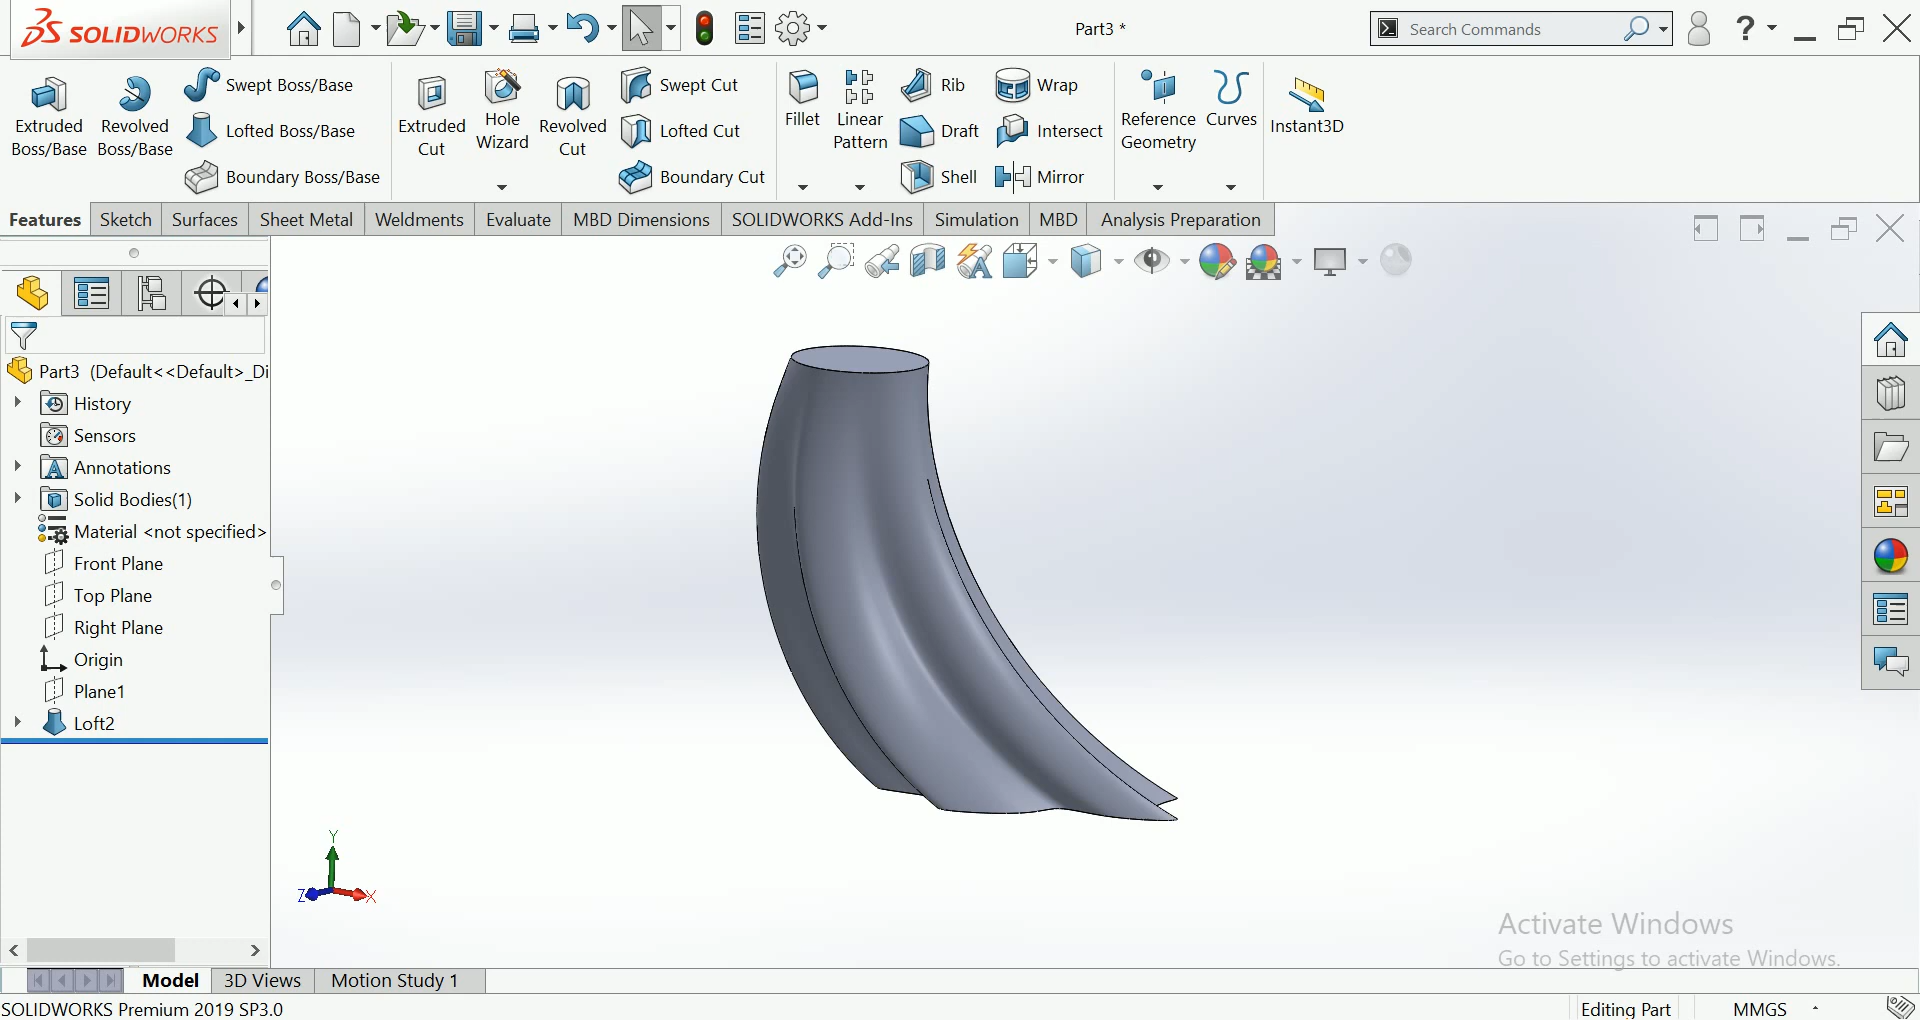 SOLIDWORKS
Part3 *
Search Commands
?
Extruded Boss/Base
Revolved Boss/Base
Swept Boss/Base
Lofted Boss/Base
Boundary Boss/Base
Extruded Cut
Hole Wizard
Revolved Cut
Swept Cut
Lofted Cut
Boundary Cut
Fillet
Linear Pattern
Rib
Draft
Shell
Wrap
Intersect
Mirror
Reference Geometry
Curves
Instant3D
Features
Sketch
Surfaces
Sheet Metal
Weldments
Evaluate
MBD Dimensions
SOLIDWORKS Add-Ins
Simulation
MBD
Analysis Preparation
Part3 (Default<<Default>_Di
History
Sensors
Annotations
Solid Bodies(1)
Material <not specified>
Front Plane
Top Plane
Right Plane
Origin
Plane1
Loft2
Y
Z
X
Activate Windows
Go to Settings to activate Windows.
Model
3D Views
Motion Study 1
SOLIDWORKS Premium 2019 SP3.0
Editing Part
MMGS